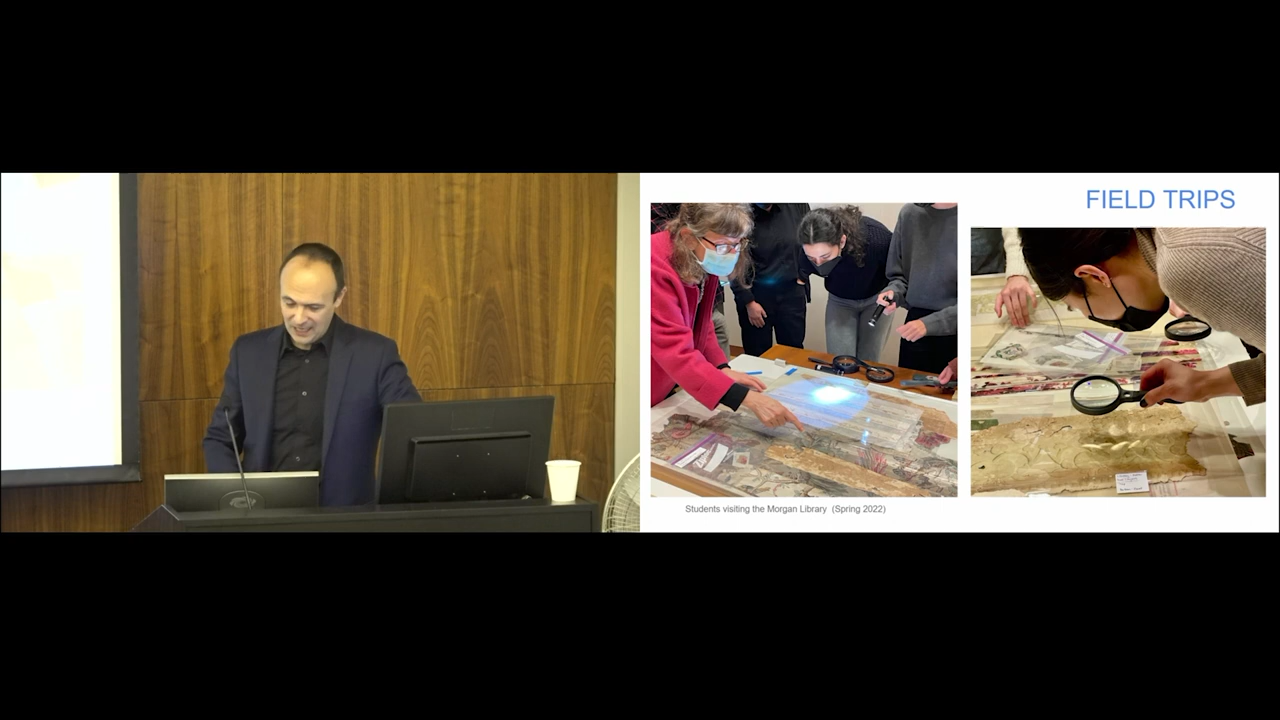 FIELD TRIPS
Students visiting the Morgan Library (Spring 2022)